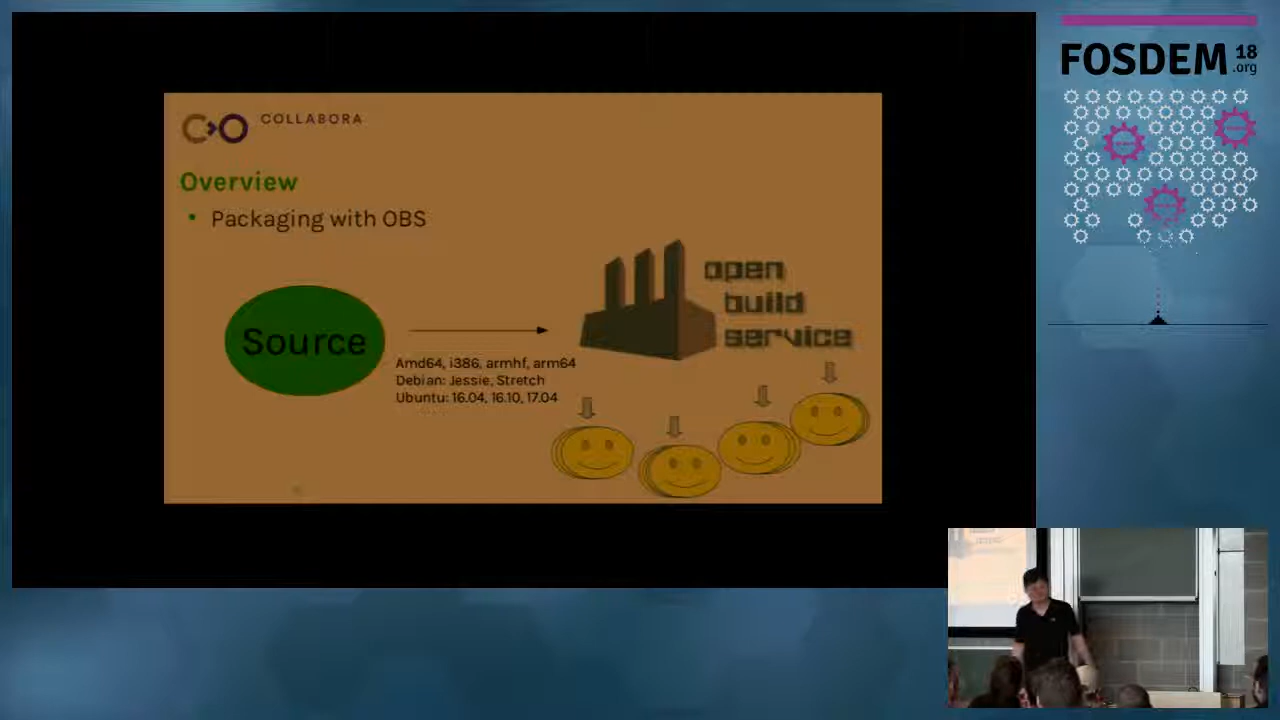 COLLABORA
Overview
• Packaging with OBS
open
build
service
Source
Amd64, i386, armhf, arm64
Debian: Jessie, Stretch
Ubuntu: 16.04, 16.10, 17.04
FOSDEM 18
.org